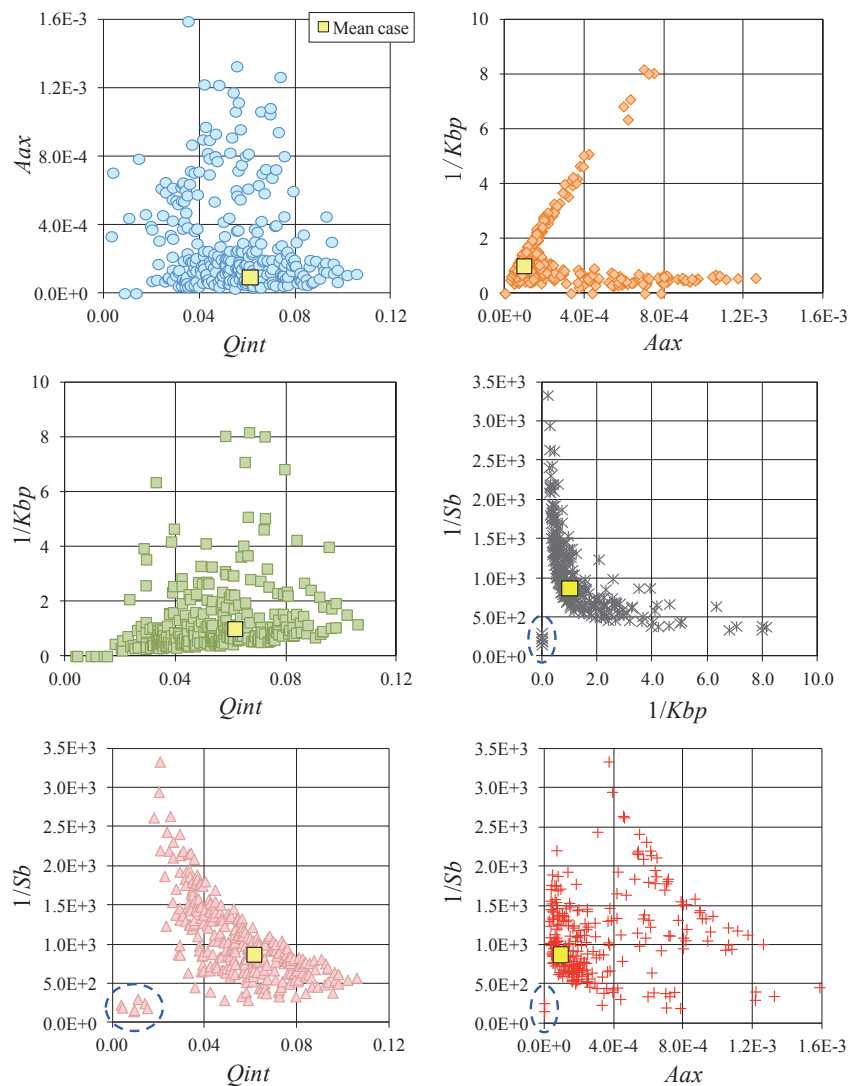 1.6E-3
Mean case
1.2E-3
8.0E-4
4.0E-4
0.0E+0
Aax
0.00 0.04 0.08 0.12
Qint
10
8
6
4
2
0
1/Kbp
0.E+0 4.E-4 8.E-4 1.E-3 1.6E-3
Aax
10
8
6
4
2
0
1/Kbp
0.00 0.04 0.08 0.12
Qint
3.5E+3
3.0E+3
2.5E+3
2.0E+3
1.5E+3
1.0E+3
5.0E+2
0.0E+0
1/Sb
0.0 2.0 4.0 6.0 8.0 10.0
1/Kbp
3.5E+3
3.0E+3
2.5E+3
2.0E+3
1.5E+3
1.0E+3
5.0E+2
0.0E+0
1/Sb
0.00 0.04 0.08 0.12
Qint
3.5E+3
3.0E+3
2.5E+3
2.0E+3
1.5E+3
1.0E+3
5.0E+2
0.0E+0
1/Sb
0.0E+0 4.0E-4 8.0E-4 1.2E-3 1.6E-3
Aax